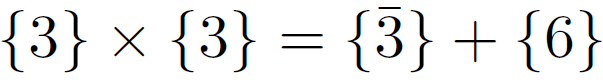 {3} × {3} = {3̄} + {6}